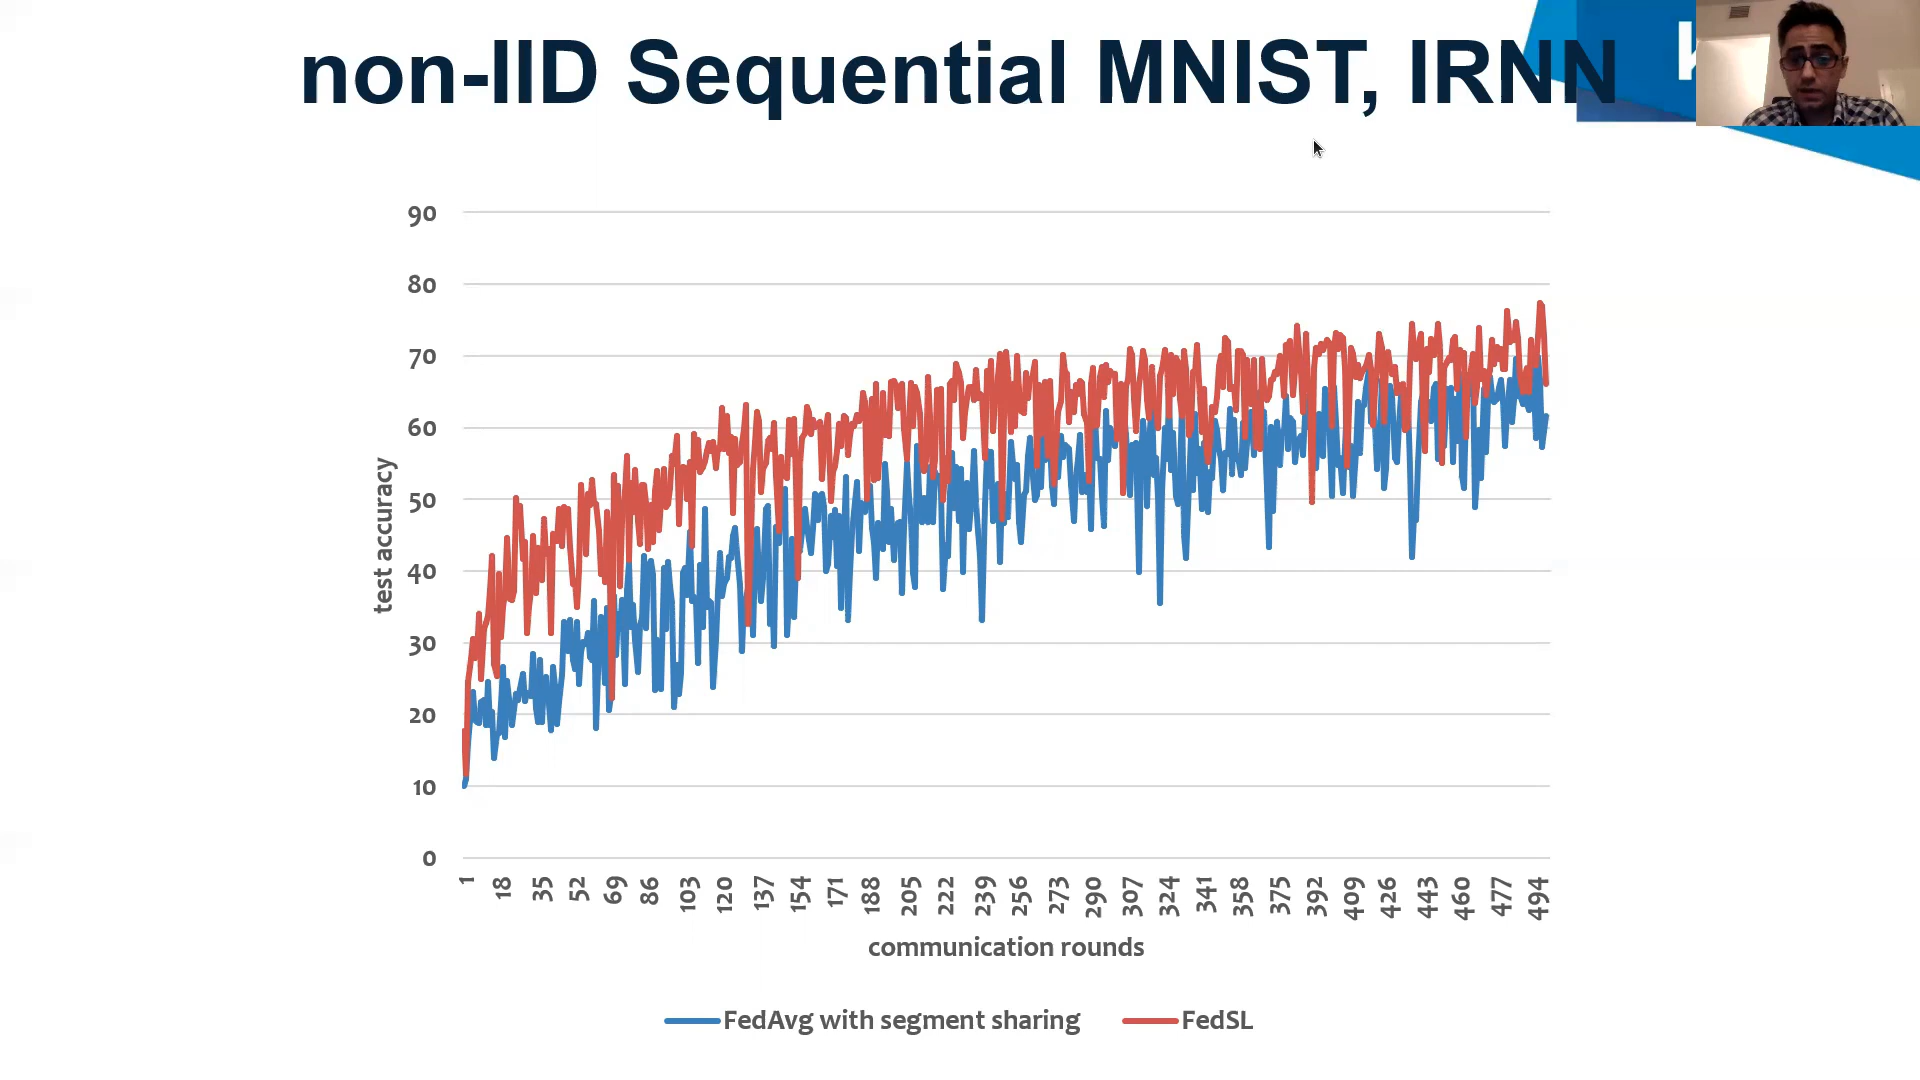 non-IID Sequential MNIST, IRNN
90
80
70
60
50
40
30
20
10
0
test accuracy
1 18 35 52 69 86 103 120 137 154 171 188 205 222 239 256 273 290 307 324 341 358 375 392 409 426 443 460 477 494
communication rounds
FedAvg with segment sharing FedSL